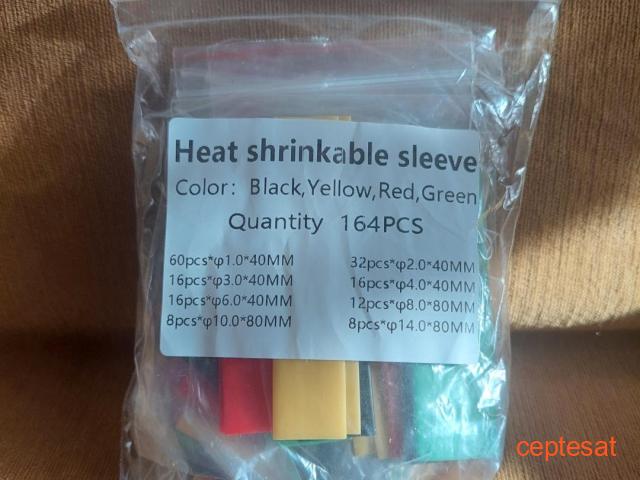 Heat shrinkable sleeve
Color: Black,Yellow,Red,Green
Quantity 164PCS
60pcs*φ1.0*40MM 32pcs*φ2.0*40MM
16pcs*φ3.0*40MM 16pcs*φ4.0*40MM
16pcs*φ6.0*40MM 12pcs*φ8.0*80MM
8pcs*φ10.0*80MM 8pcs*φ14.0*80MM
ceptesat